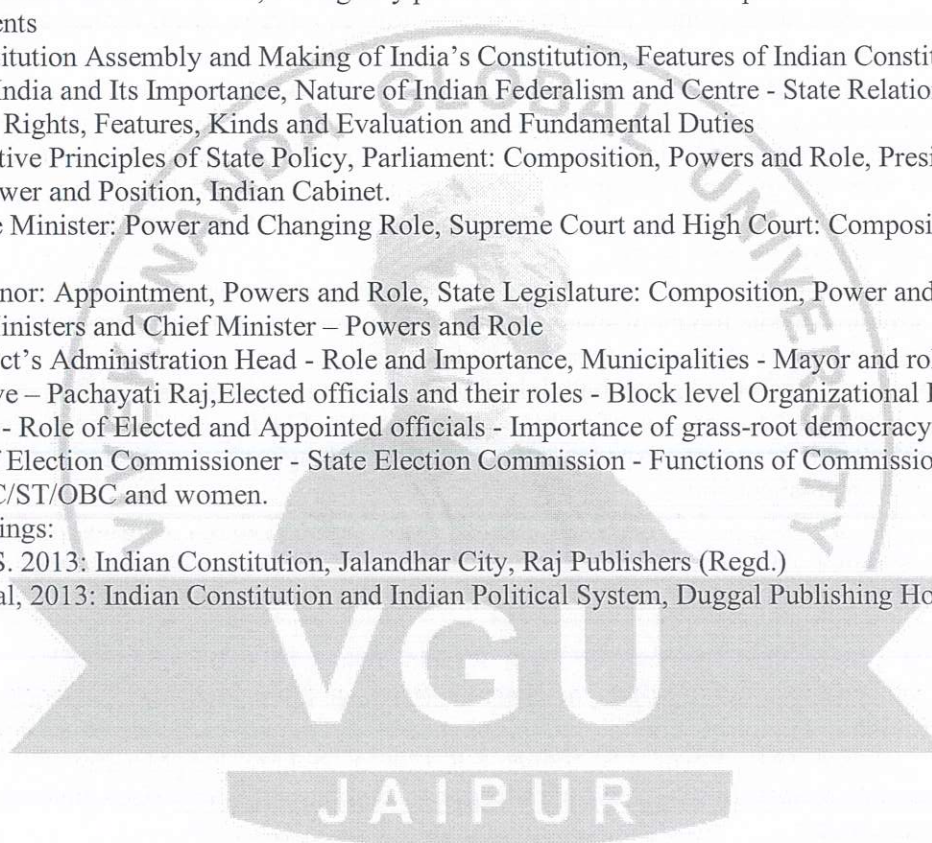 ents
titution Assembly and Making of India’s Constitution, Features of Indian Constit
India and Its Importance, Nature of Indian Federalism and Centre - State Relation
Rights, Features, Kinds and Evaluation and Fundamental Duties
tive Principles of State Policy, Parliament: Composition, Powers and Role, Presi
wer and Position, Indian Cabinet.
e Minister: Power and Changing Role, Supreme Court and High Court: Composi
nor: Appointment, Powers and Role, State Legislature: Composition, Power and
inisters and Chief Minister – Powers and Role
ct’s Administration Head - Role and Importance, Municipalities - Mayor and rol
ve – Pachayati Raj,Elected officials and their roles - Block level Organizational
- Role of Elected and Appointed officials - Importance of grass-root democracy
f Election Commissioner - State Election Commission - Functions of Commissio
C/ST/OBC and women.
ings:
S. 2013: Indian Constitution, Jalandhar City, Raj Publishers (Regd.)
al, 2013: Indian Constitution and Indian Political System, Duggal Publishing Ho
VIVEKANANDA GLOBAL UNIVERSITY
VGU
JAIPUR